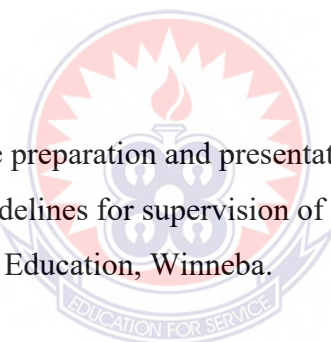 e preparation and presentat
delines for supervision of
Education, Winneba.
EDUCATION FOR SERVICE